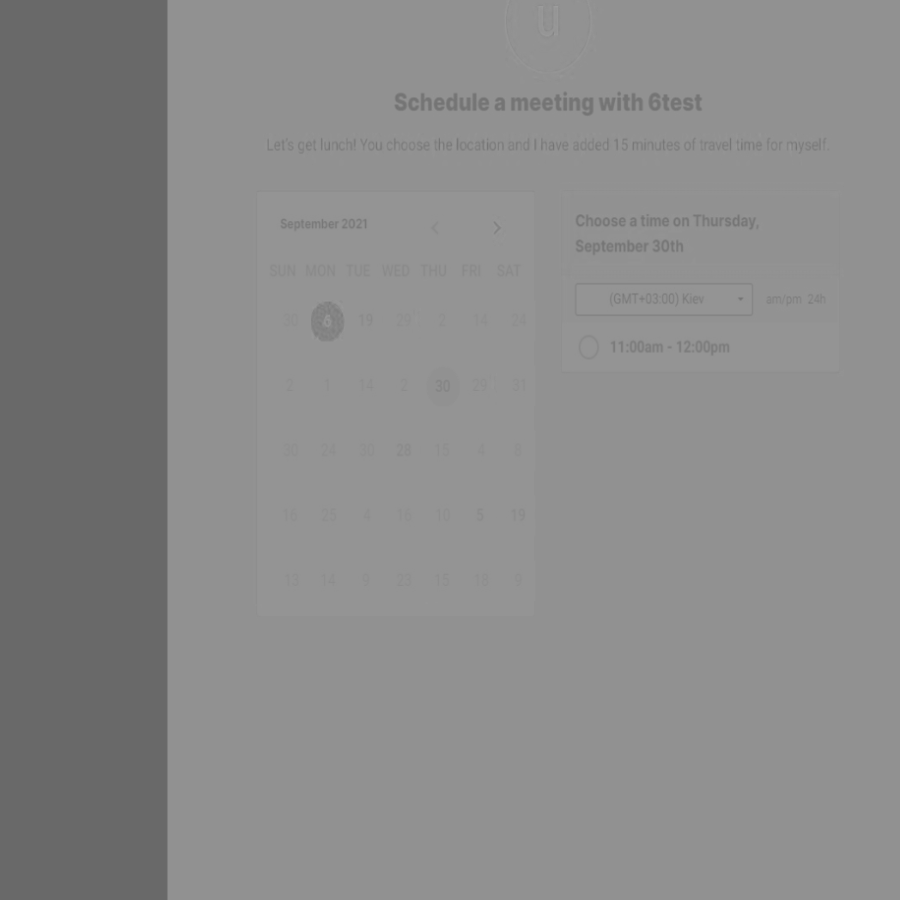 u
Schedule a meeting with 6test
Let's get lunch! You choose the location and I have added 15 minutes of travel time for myself.
September 2021
SUN MON TUE WED THU FRI SAT
30 6 19 29 2 14 24
2 1 14 2 30 29 31
30 24 30 28 15 4 8
16 25 4 16 10 5 19
13 14 9 23 15 18 9
Choose a time on Thursday,
September 30th
(GMT+03:00) Kiev am/pm 24h
11:00am - 12:00pm